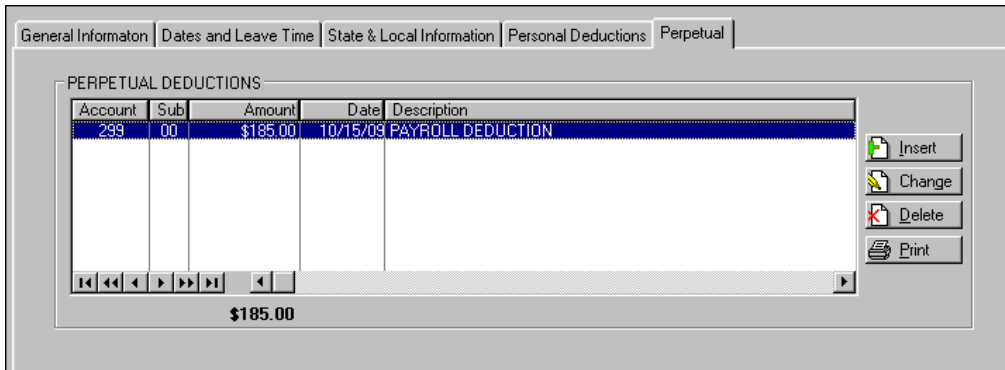 General Informaton Dates and Leave Time State & Local Information Personal Deductions Perpetual
PERPETUAL DEDUCTIONS
Account Sub Amount Date Description
299 00 $185.00 10/15/09 PAYROLL DEDUCTION
Insert
Change
Delete
Print
$185.00